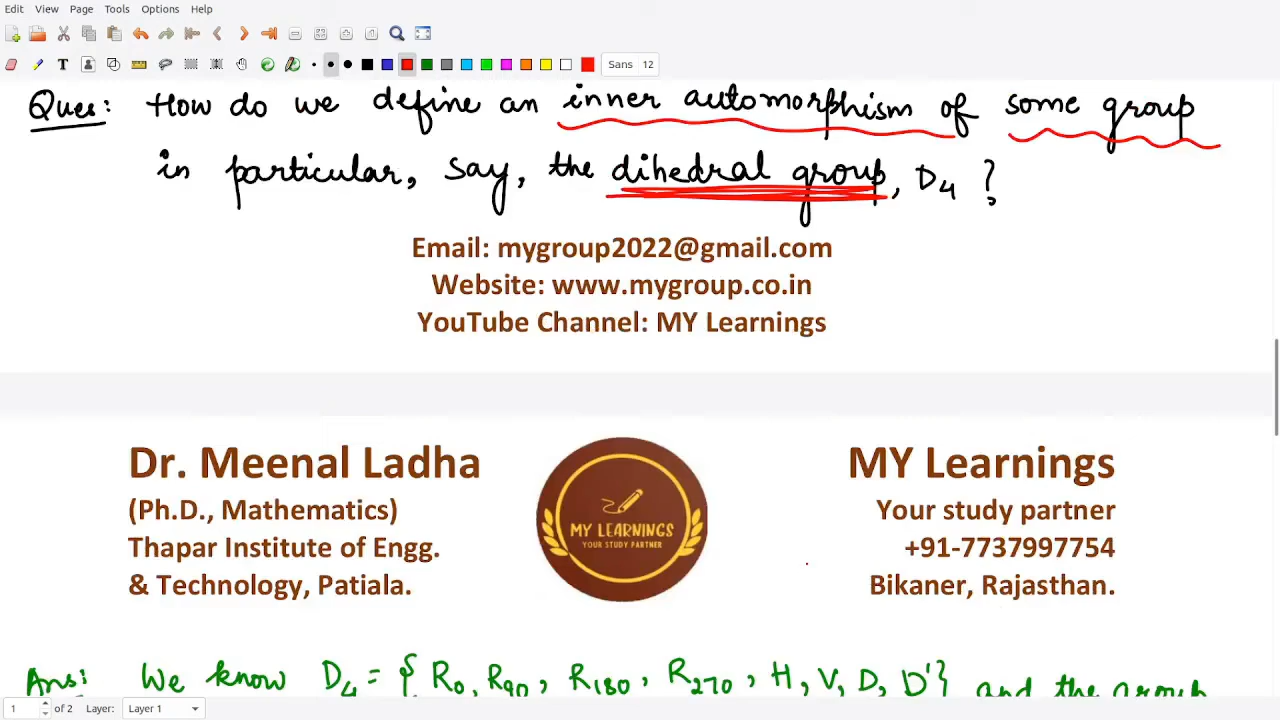 Edit View Page Tools Options Help
T Sans 12
Ques: How do we define an inner automorphism of some group
in particular, say, the dihedral group, D4 ?
Email: mygroup2022@gmail.com
Website: www.mygroup.co.in
YouTube Channel: MY Learnings
Dr. Meenal Ladha
(Ph.D., Mathematics)
Thapar Institute of Engg.
& Technology, Patiala.
MY LEARNINGS
YOUR STUDY PARTNER
MY Learnings
Your study partner
+91-7737997754
Bikaner, Rajasthan.
Ans: We know D4 = {R0, R90, R180, R270, H, V, D, D'} and the group
1 of 2 Layer: Layer 1